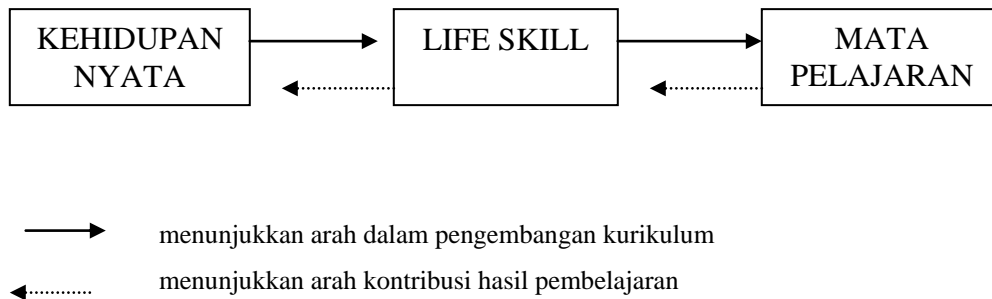 KEHIDUPAN
NYATA
LIFE SKILL
MATA
PELAJARAN
menunjukkan arah dalam pengembangan kurikulum
menunjukkan arah kontribusi hasil pembelajaran